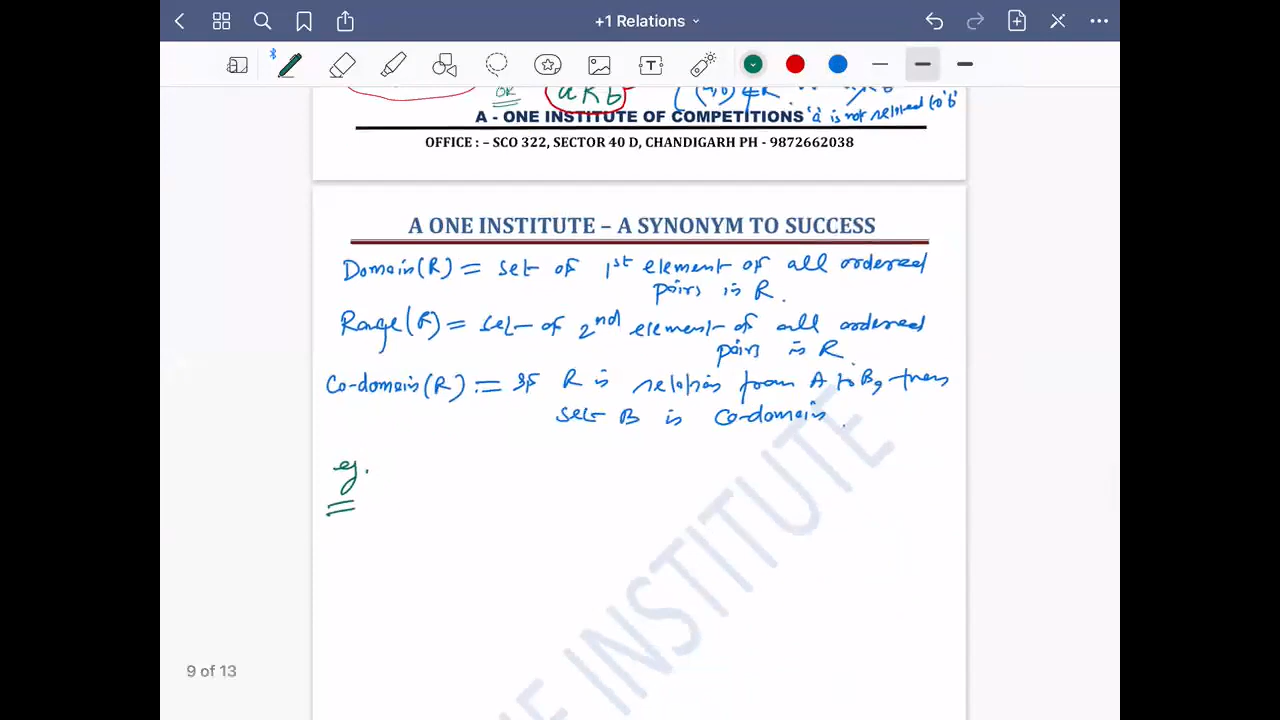 +1 Relations
OR
a R b
'a' is not related to 'b'
A - ONE INSTITUTE OF COMPETITIONS
OFFICE : – SCO 322, SECTOR 40 D, CHANDIGARH PH - 9872662038
A ONE INSTITUTE – A SYNONYM TO SUCCESS
Domain(R) = set of 1st element of all ordered
pairs in R.
Range(R) = set of 2nd element of all ordered
pairs in R.
Co-domain(R) := If R is relation from A to B, then
set B is Co-domain.
eg.
9 of 13
ONE INSTITUTE